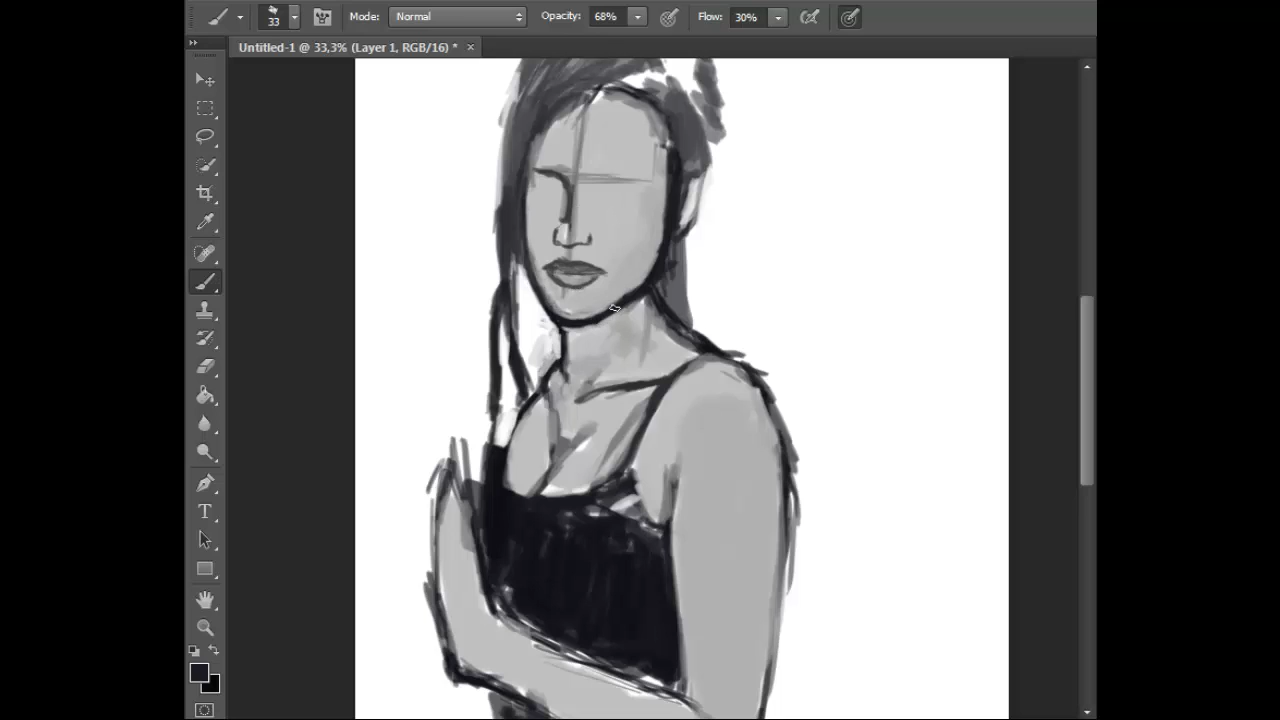 33 Mode: Normal Opacity: 68% Flow: 30%
Untitled-1 @ 33,3% (Layer 1, RGB/16) * ×
T